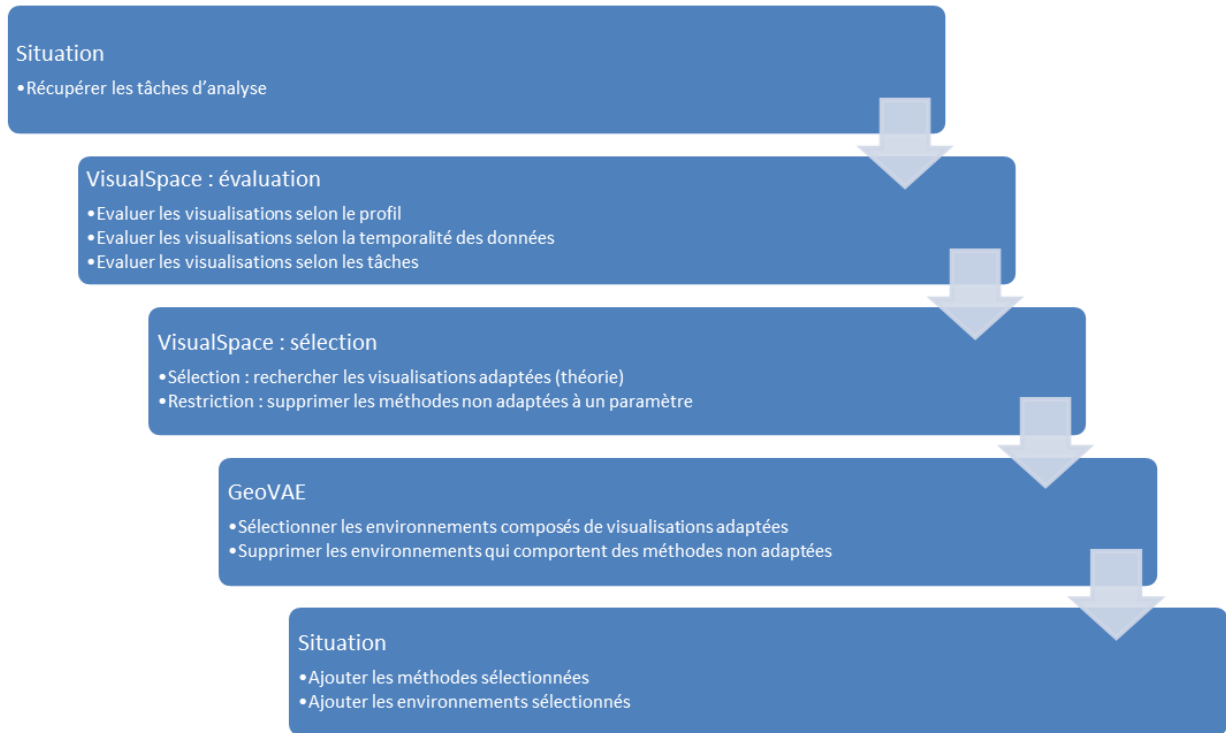 Situation
•Récupérer les tâches d’analyse
VisualSpace : évaluation
•Evaluer les visualisations selon le profil
•Evaluer les visualisations selon la temporalité des données
•Evaluer les visualisations selon les tâches
VisualSpace : sélection
•Sélection : rechercher les visualisations adaptées (théorie)
•Restriction : supprimer les méthodes non adaptées à un paramètre
GeoVAE
•Sélectionner les environnements composés de visualisations adaptées
•Supprimer les environnements qui comportent des méthodes non adaptées
Situation
•Ajouter les méthodes sélectionnées
•Ajouter les environnements sélectionnés